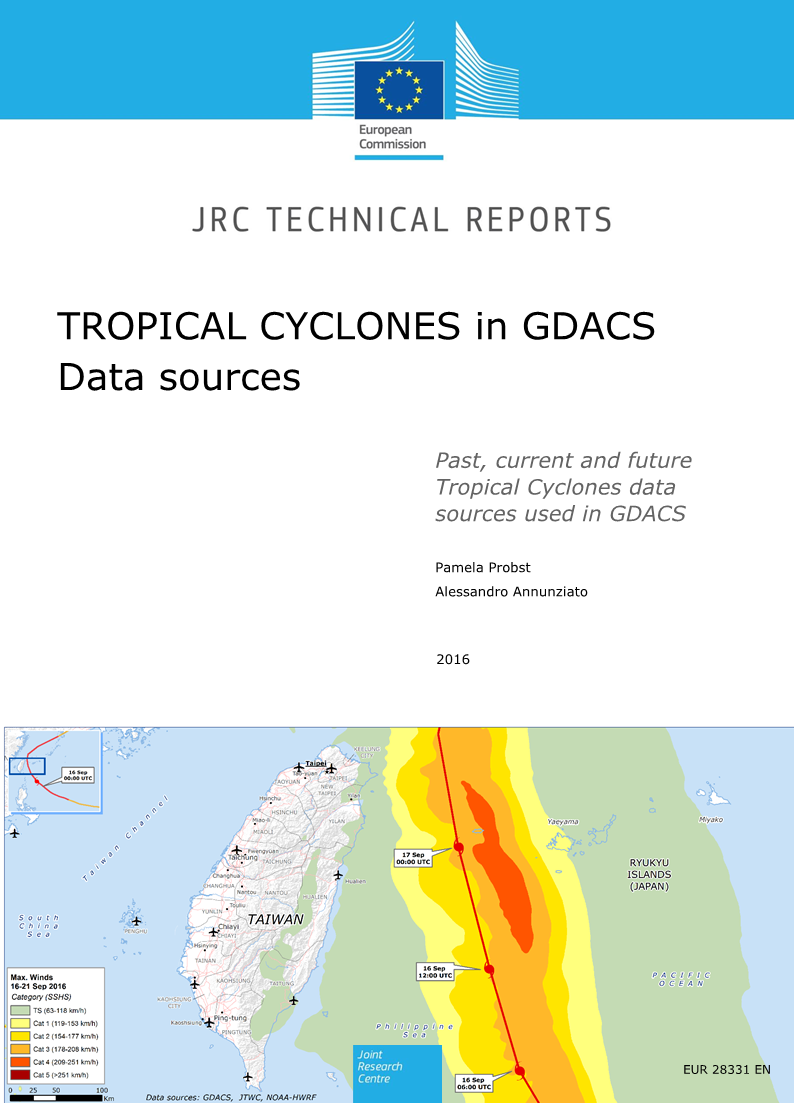 European
Commission
JRC TECHNICAL REPORTS
TROPICAL CYCLONES in GDACS
Data sources
Past, current and future
Tropical Cyclones data
sources used in GDACS
Pamela Probst
Alessandro Annunziato
2016
16 Sep
00:00 UTC
Taiwan Channel
KEELUNG
CITY
Taipei
Tao-yuan
TAIPEI
TAOYUAN
NEW
TAIPEI
Ilan
Hsinchu
HSINCHU
Miao-li
MIAOLI
YILAN
Fwengyuan
Taichung
TAICHUNG
Changhua
CHANGHUA
Nantou
NANTOU
Hualien
HUALIEN
Touliu
YUNLIN
TAIWAN
Chiayi
CHIAYI
PENGHU
South
China
Sea
Hsinying
TAINAN
KAOHSIUNG
TAITUNG
KAOHSIUNG
CITY
Kaohsiung
Ping-tung
PINGTUNG
17 Sep
00:00 UTC
16 Sep
12:00 UTC
16 Sep
06:00 UTC
Yaeyama
Miyako
RYUKYU
ISLANDS
(JAPAN)
PACIFIC
OCEAN
Philippine
Sea
Max. Winds
16-21 Sep 2016
Category (SSHS)
TS (63-118 km/h)
Cat 1 (119-153 km/h)
Cat 2 (154-177 km/h)
Cat 3 (178-208 km/h)
Cat 4 (209-251 km/h)
Cat 5 (>251 km/h)
0 25 50 100
Km
Data sources: GDACS, JTWC, NOAA-HWRF
Joint
Research
Centre
EUR 28331 EN